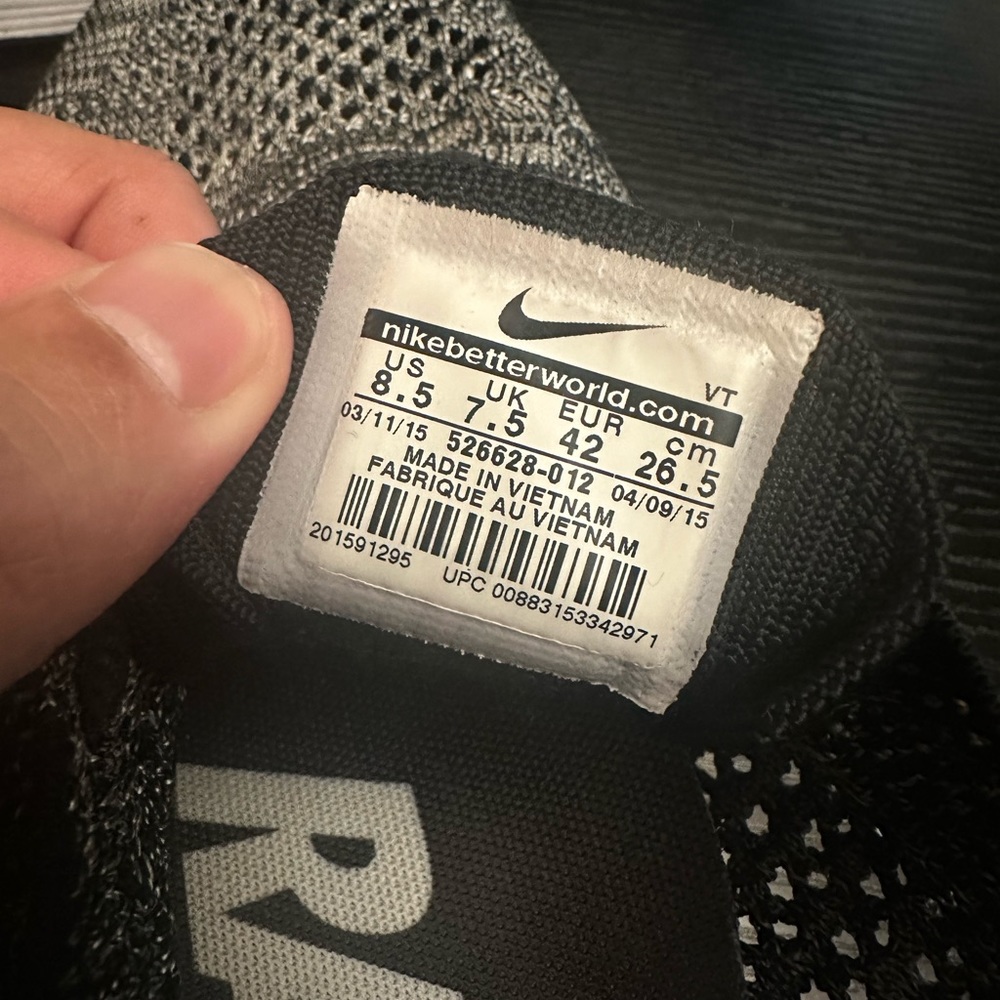 nikebetterworld.com
VT
US UK EUR cm
8.5 7.5 42 26.5
03/11/15 526628-012 04/09/15
MADE IN VIETNAM
FABRIQUE AU VIETNAM
201591295 UPC 00883153342971
R